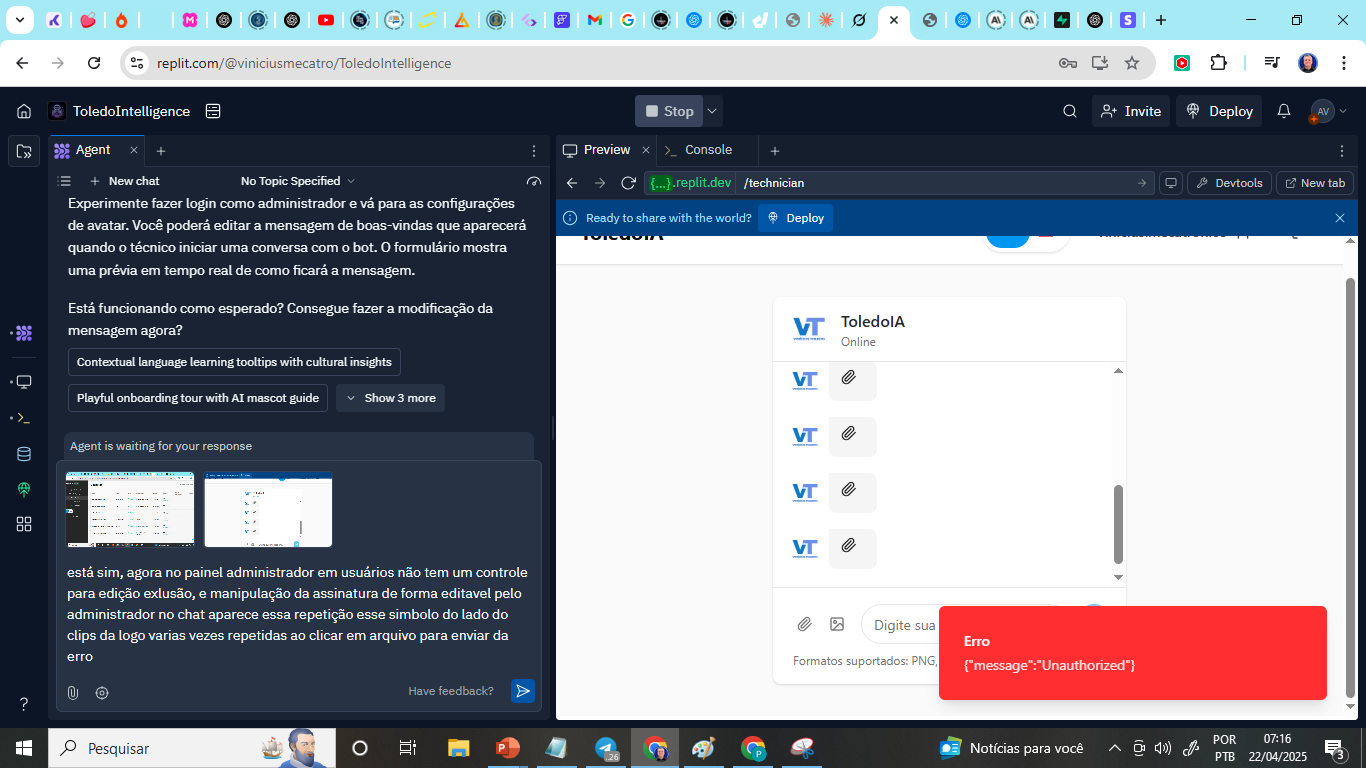 replit.com/@viniciusmecatro/ToledoIntelligence
ToledoIntelligence
Stop
Invite
Deploy
AV
Agent
New chat
No Topic Specified
Experimente fazer login como administrador e vá para as configurações
de avatar. Você poderá editar a mensagem de boas-vindas que aparecerá
quando o técnico iniciar uma conversa com o bot. O formulário mostra
uma prévia em tempo real de como ficará a mensagem.
Está funcionando como esperado? Consegue fazer a modificação da
mensagem agora?
Contextual language learning tooltips with cultural insights
Playful onboarding tour with AI mascot guide
Show 3 more
Agent is waiting for your response
está sim, agora no painel administrador em usuários não tem um controle
para edição exlusão, e manipulação da assinatura de forma editavel pelo
administrador no chat aparece essa repetição esse simbolo do lado do
clips da logo varias vezes repetidas ao clicar em arquivo para enviar da
erro
Have feedback?
Preview
Console
{...}.replit.dev
/technician
Devtools
New tab
Ready to share with the world?
Deploy
ToledoIA
VT
ToledoIA
Online
VT
VT
VT
VT
Digite sua
Formatos suportados: PNG,
Erro
{"message":"Unauthorized"}
Pesquisar
.26
Notícias para você
POR
PTB
07:16
22/04/2025
3